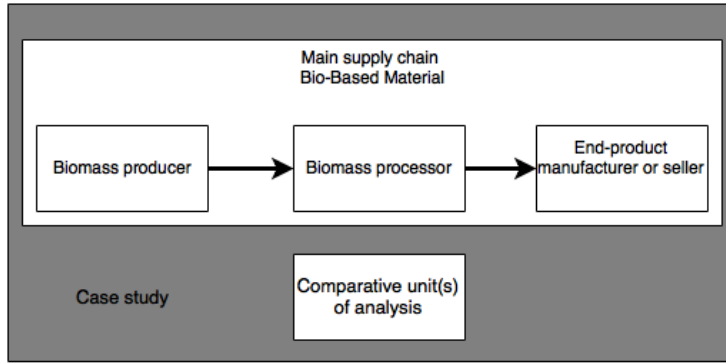 Main supply chain
Bio-Based Material
Biomass producer
Biomass processor
End-product
manufacturer or seller
Case study
Comparative unit(s)
of analysis